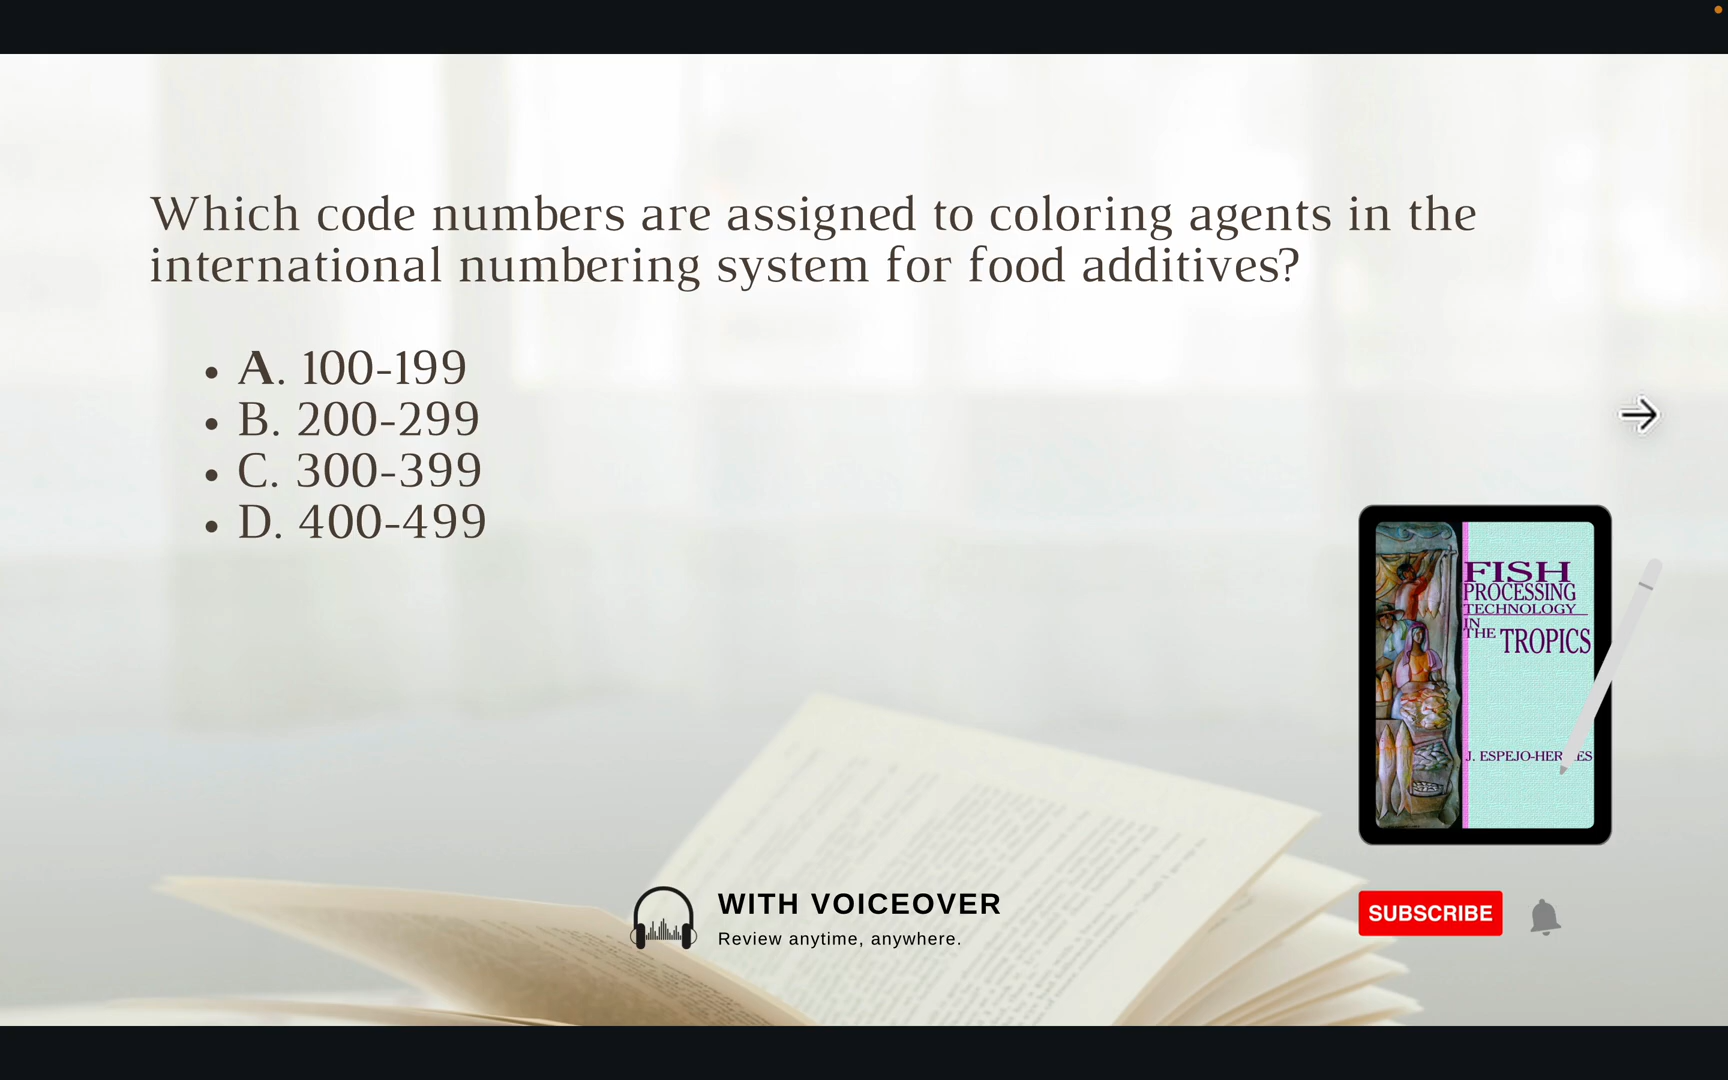 Which code numbers are assigned to coloring agents in the
international numbering system for food additives?
• A. 100-199
• B. 200-299
• C. 300-399
• D. 400-499
FISH
PROCESSING
TECHNOLOGY
IN
THE TROPICS
WITH VOICEOVER
Review anytime, anywhere.
SUBSCRIBE